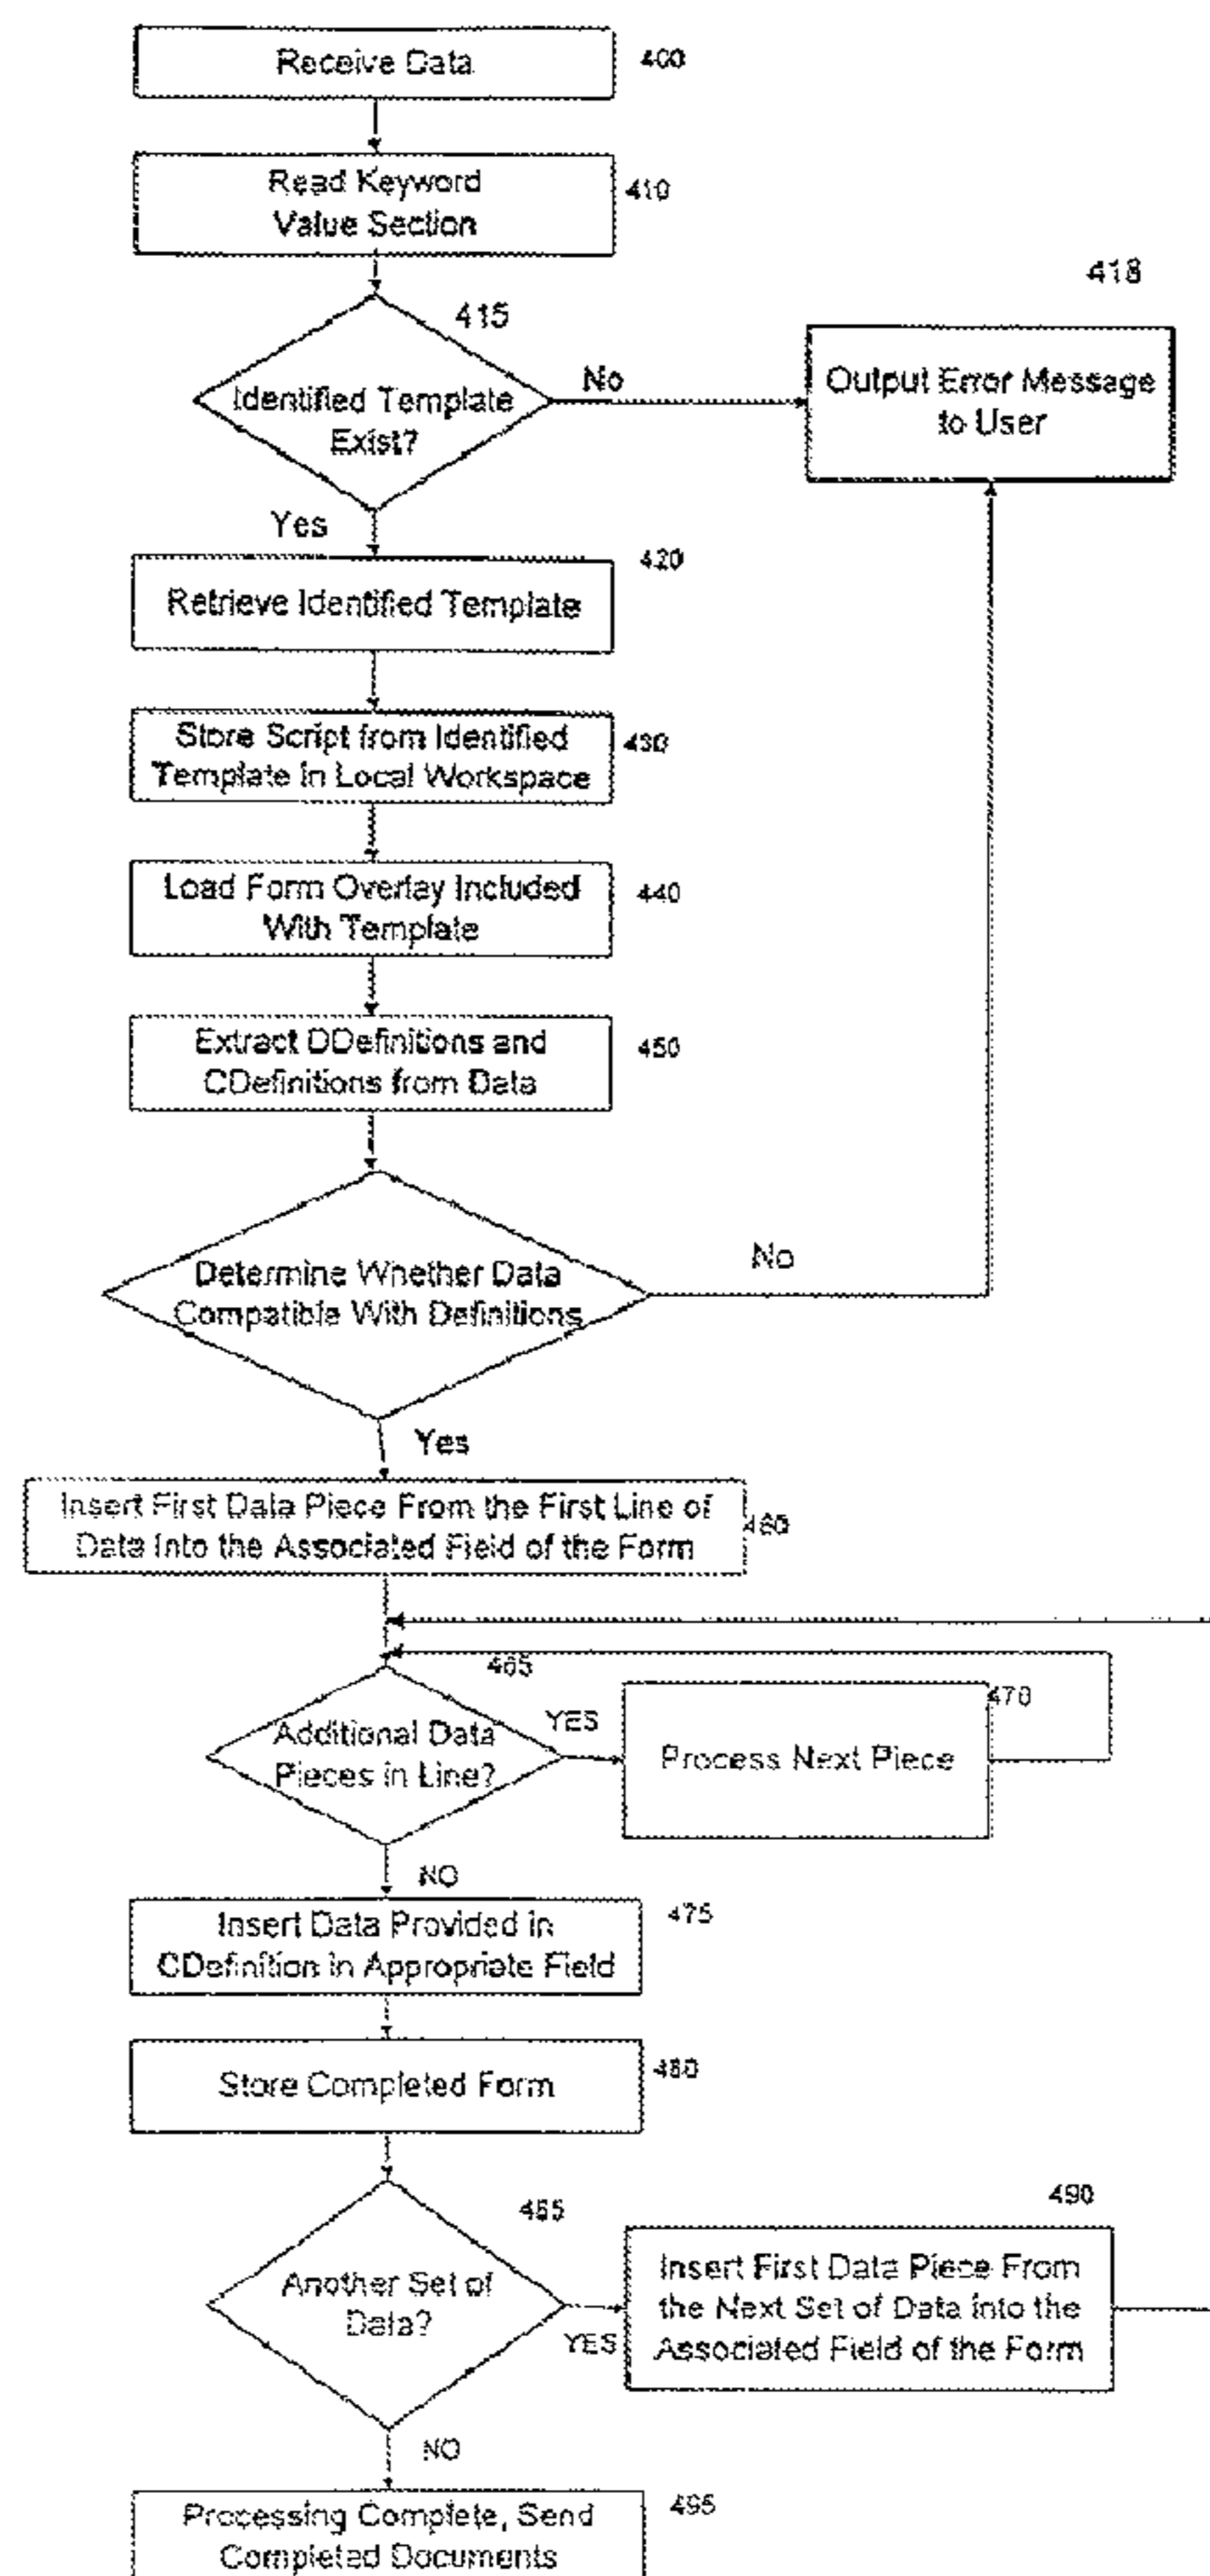 Receive Data
400
Read Keyword
Value Section
410
415
418
Identified Template
Exist?
No
Output Error Message
to User
Yes
420
Retrieve Identified Template
Store Script from Identified
Template in Local Workspace
430
Load Form Overlay Included
With Template
440
Extract DDefinitions and
CDefinitions from Data
450
Determine Whether Data
Compatible With Definitions
No
Yes
Insert First Data Piece From the First Line of
Data Into the Associated Field of the Form
460
465
470
Additional Data
Pieces in Line?
YES
Process Next Piece
NO
Insert Data Provided in
CDefinition in Appropriate Field
475
Store Completed Form
480
485
490
Another Set of
Data?
YES
Insert First Data Piece From
the Next Set of Data into the
Associated Field of the Form
NO
Processing Complete, Send
Completed Documents
495